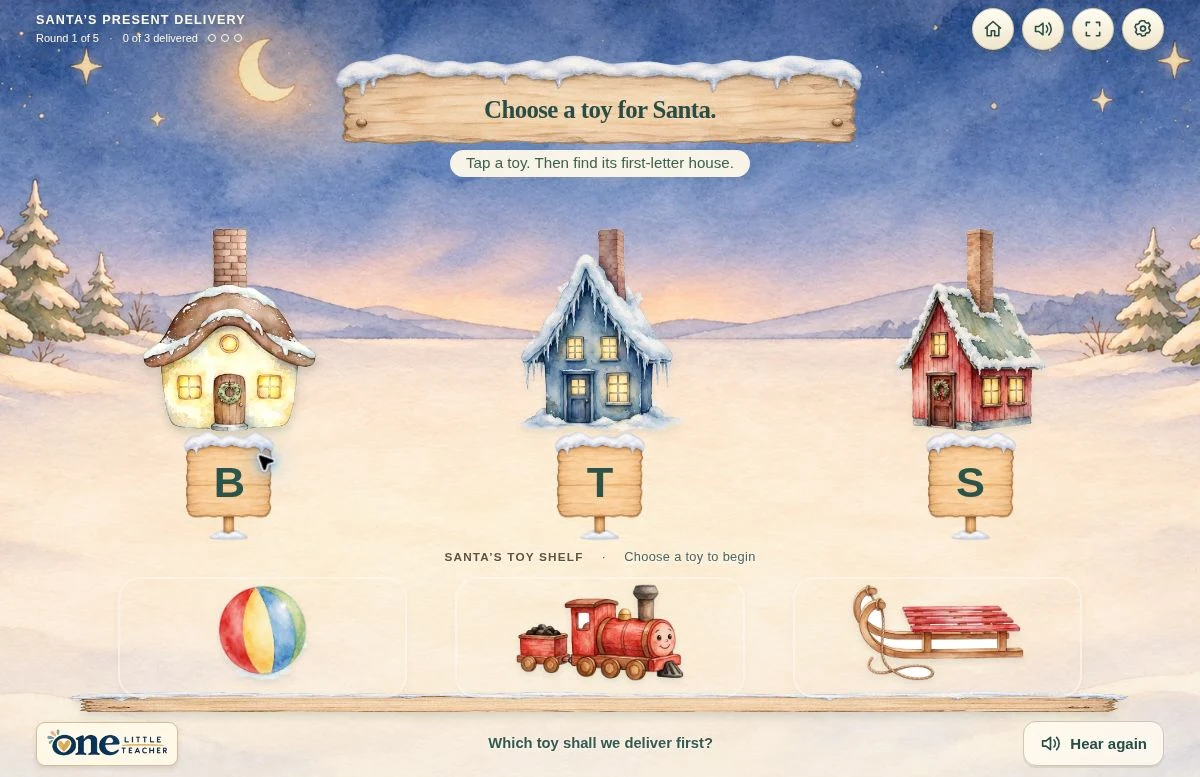 SANTA'S PRESENT DELIVERY
Round 1 of 5 · 0 of 3 delivered
Choose a toy for Santa.
Tap a toy. Then find its first-letter house.
B
T
S
SANTA'S TOY SHELF · Choose a toy to begin
one LITTLE TEACHER
Which toy shall we deliver first?
Hear again